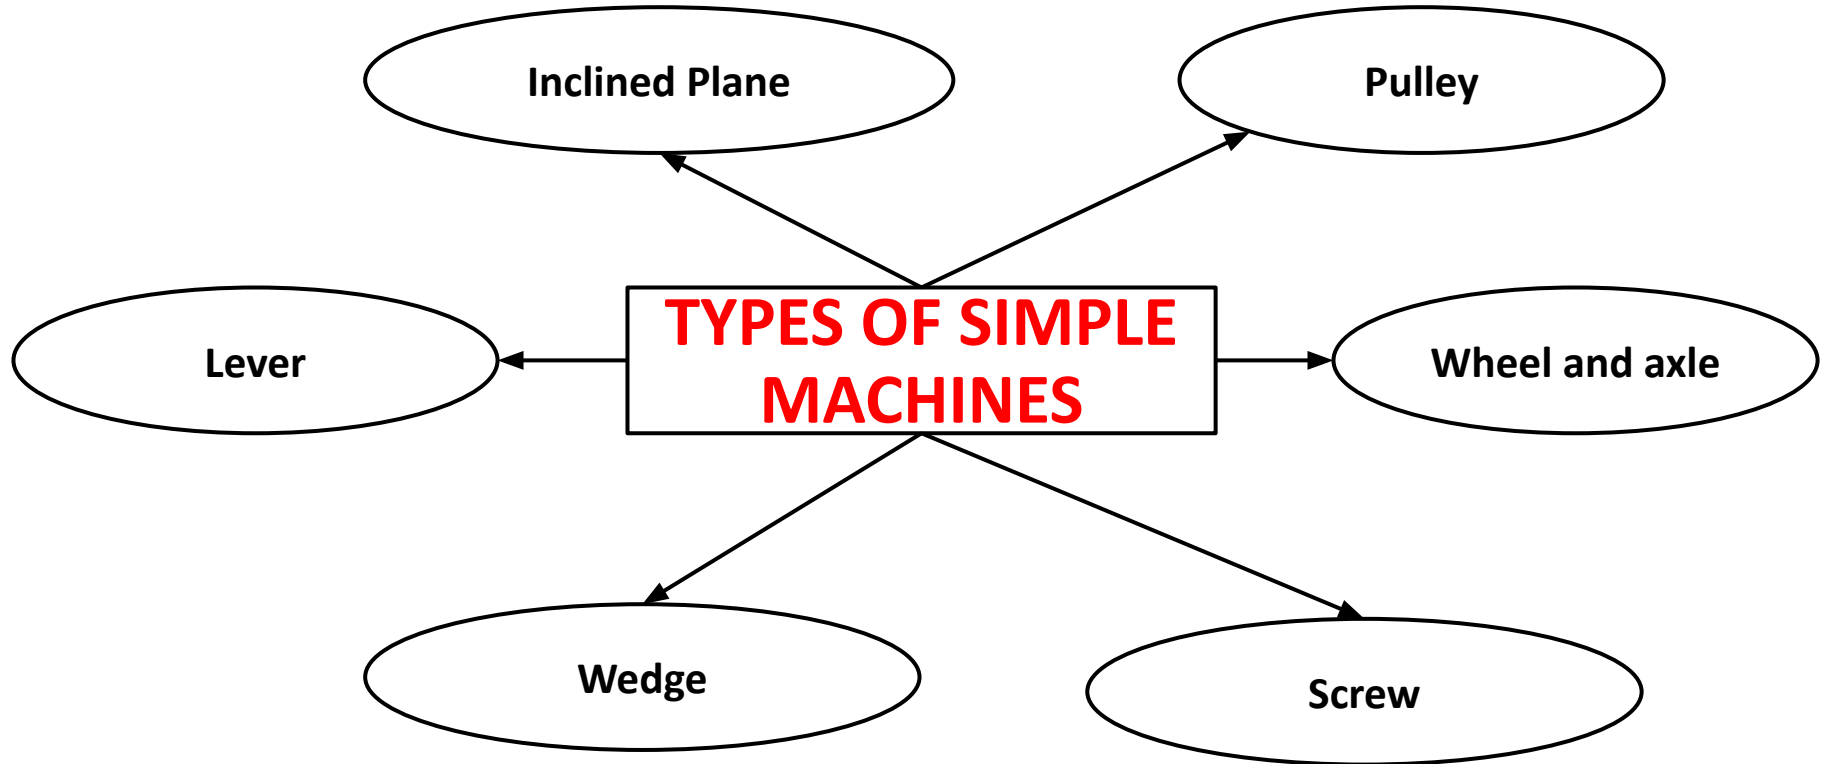 Inclined Plane
Pulley
TYPES OF SIMPLE
MACHINES
Lever
Wheel and axle
Wedge
Screw